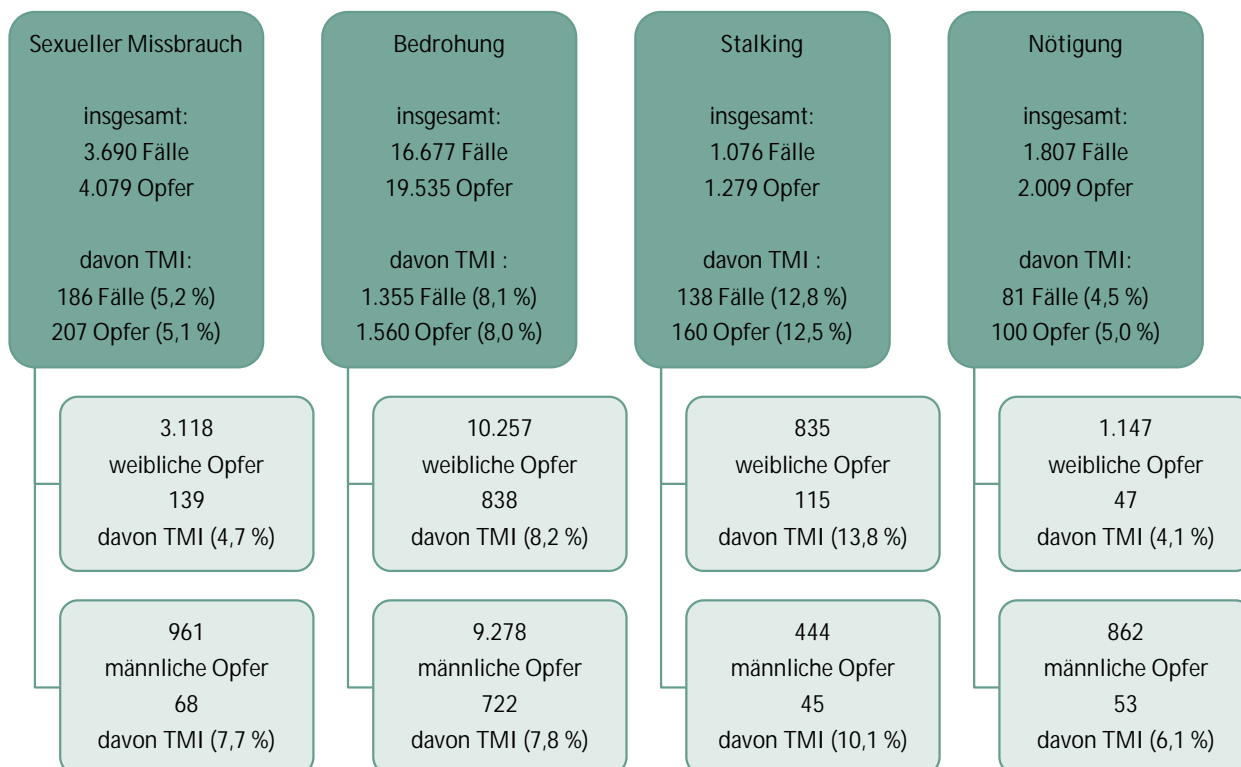 Sexueller Missbrauch
insgesamt:
3.690 Fälle
4.079 Opfer
davon TMI:
186 Fälle (5,2 %)
207 Opfer (5,1 %)
3.118
weibliche Opfer
139
davon TMI (4,7 %)
961
männliche Opfer
68
davon TMI (7,7 %)
Bedrohung
insgesamt:
16.677 Fälle
19.535 Opfer
davon TMI :
1.355 Fälle (8,1 %)
1.560 Opfer (8,0 %)
10.257
weibliche Opfer
838
davon TMI (8,2 %)
9.278
männliche Opfer
722
davon TMI (7,8 %)
Stalking
insgesamt:
1.076 Fälle
1.279 Opfer
davon TMI :
138 Fälle (12,8 %)
160 Opfer (12,5 %)
835
weibliche Opfer
115
davon TMI (13,8 %)
444
männliche Opfer
45
davon TMI (10,1 %)
Nötigung
insgesamt:
1.807 Fälle
2.009 Opfer
davon TMI:
81 Fälle (4,5 %)
100 Opfer (5,0 %)
1.147
weibliche Opfer
47
davon TMI (4,1 %)
862
männliche Opfer
53
davon TMI (6,1 %)